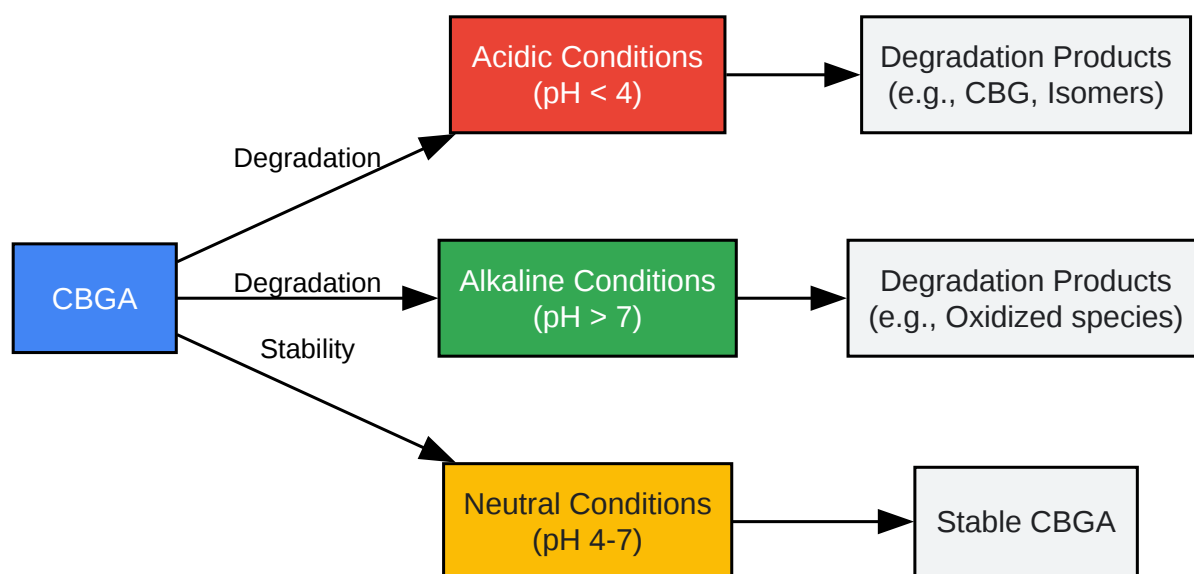 Acidic Conditions
(pH < 4)
Degradation Products
(e.g., CBG, Isomers)
Degradation
CBGA
Degradation
Alkaline Conditions
(pH > 7)
Degradation Products
(e.g., Oxidized species)
Stability
Neutral Conditions
(pH 4-7)
Stable CBGA